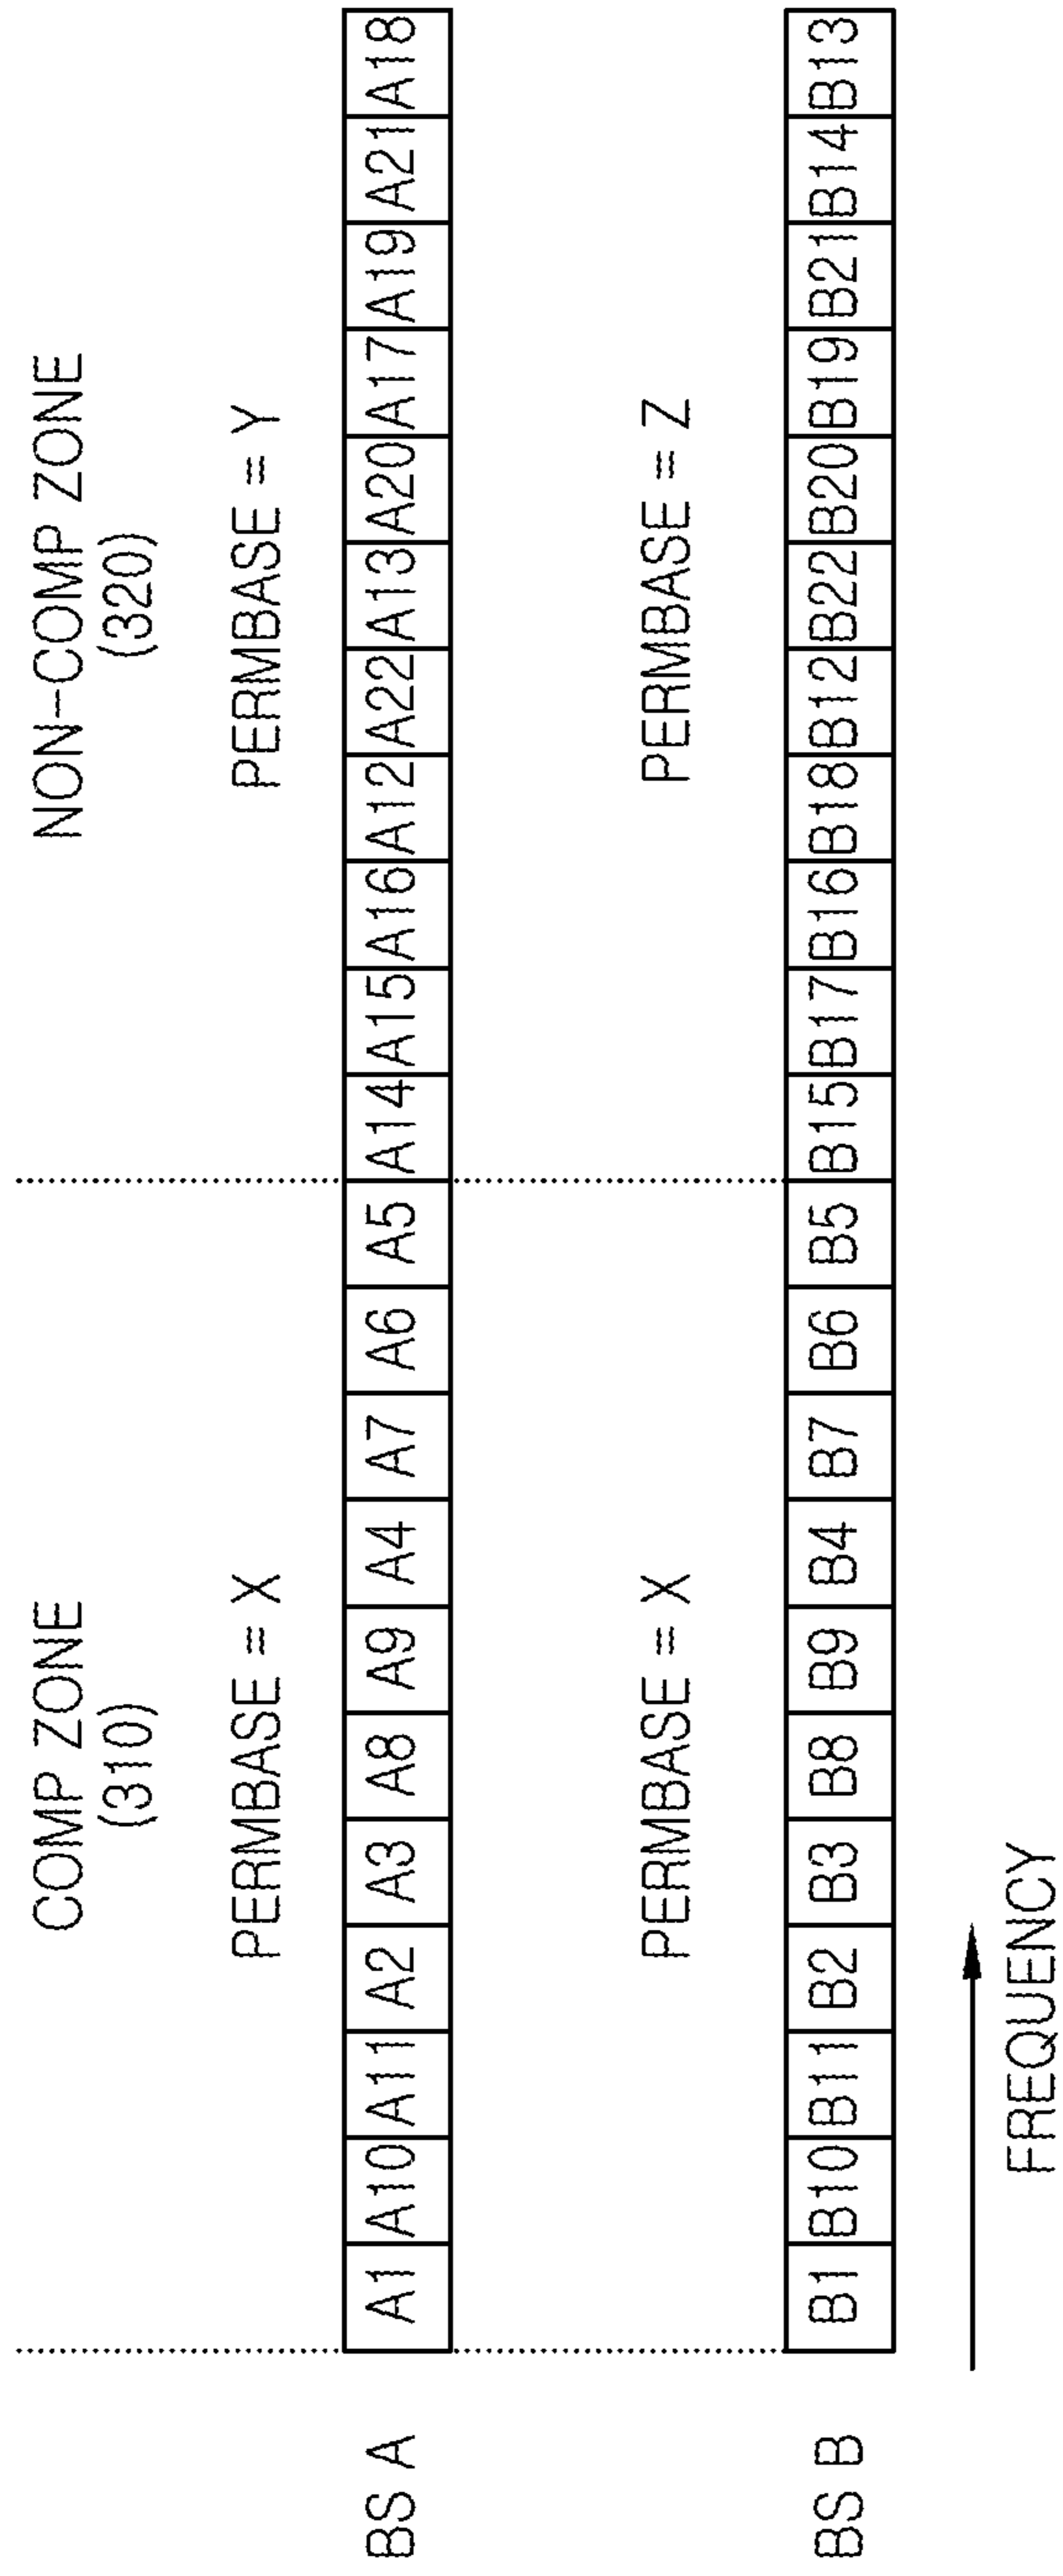 COMP ZONE
(310)
NON-COMP ZONE
(320)
PERMBASE = X
PERMBASE = Y
BS A
A1 A10 A11 A2 A3 A8 A9 A4 A7 A6 A5 A14 A15 A16 A12 A22 A13 A20 A17 A19 A21 A18
PERMBASE = X
PERMBASE = Z
BS B
B1 B10 B11 B2 B3 B8 B9 B4 B7 B6 B5 B15 B17 B16 B18 B12 B22 B20 B19 B21 B14 B13
FREQUENCY